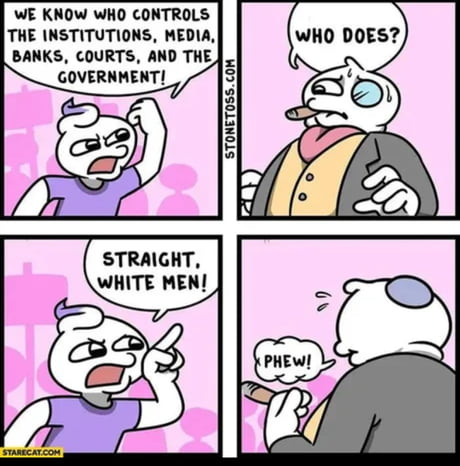 WE KNOW WHO CONTROLS
THE INSTITUTIONS, MEDIA,
BANKS, COURTS, AND THE
GOVERNMENT!
STONETOSS.COM
WHO DOES?
STRAIGHT,
WHITE MEN!
PHEW!
STARECAT.COM